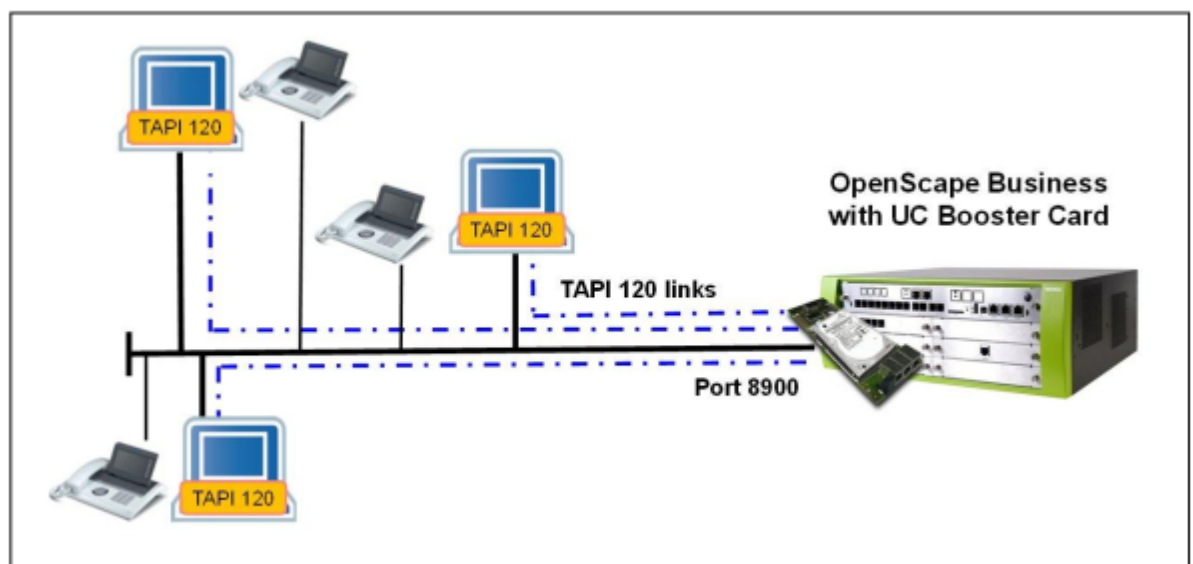 TAPI 120
TAPI 120
OpenScape Business
with UC Booster Card
TAPI 120 links
Port 8900
TAPI 120